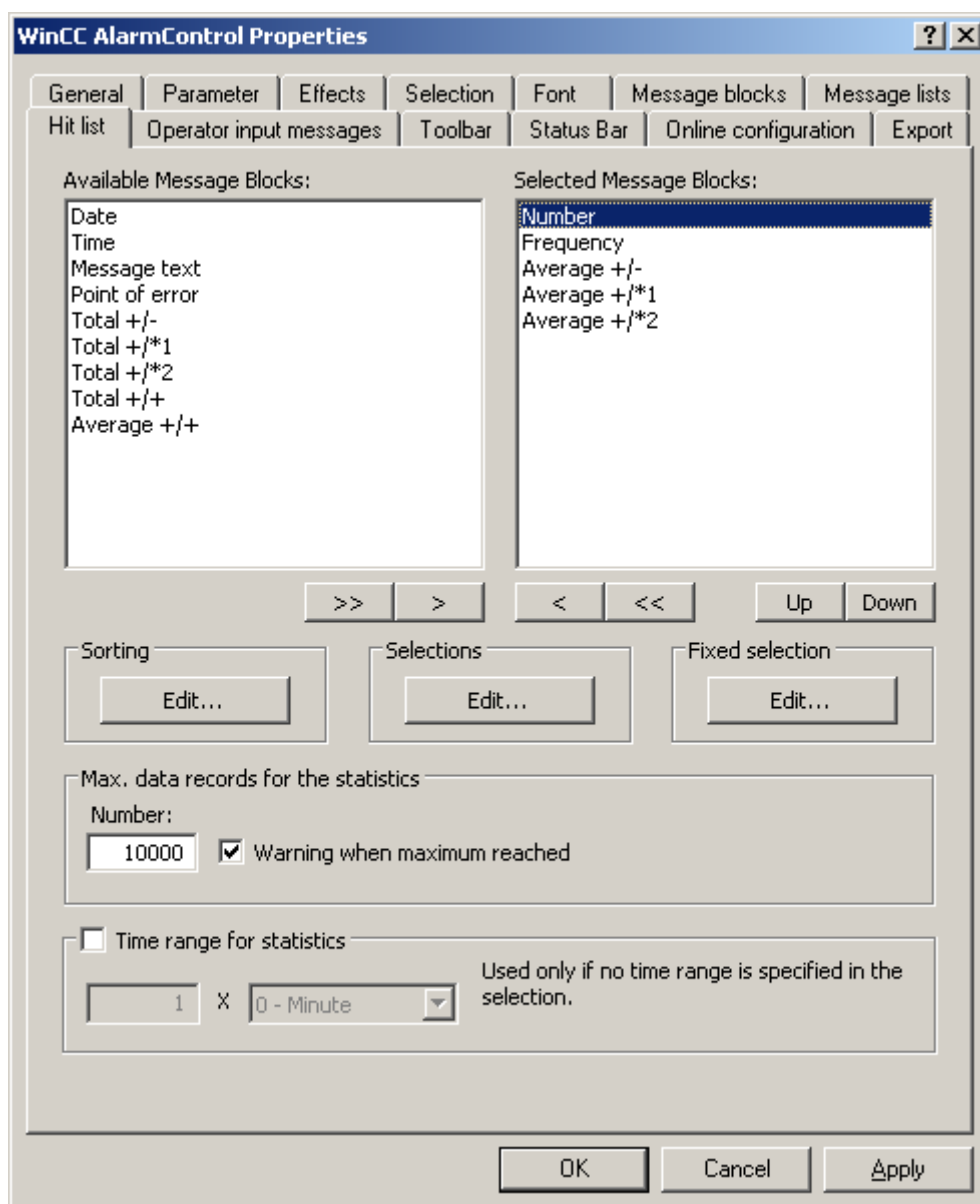 WinCC AlarmControl Properties
General Parameter Effects Selection Font Message blocks Message lists
Hit list Operator input messages Toolbar Status Bar Online configuration Export
Available Message Blocks:
Date
Time
Message text
Point of error
Total +/-
Total +/*1
Total +/*2
Total +/+
Average +/+
Selected Message Blocks:
Number
Frequency
Average +/-
Average +/*1
Average +/*2
>> > < << Up Down
Sorting Selections Fixed selection
Edit... Edit... Edit...
Max. data records for the statistics
Number:
10000 Warning when maximum reached
Time range for statistics
1 X 0 - Minute
Used only if no time range is specified in the
selection.
OK Cancel Apply